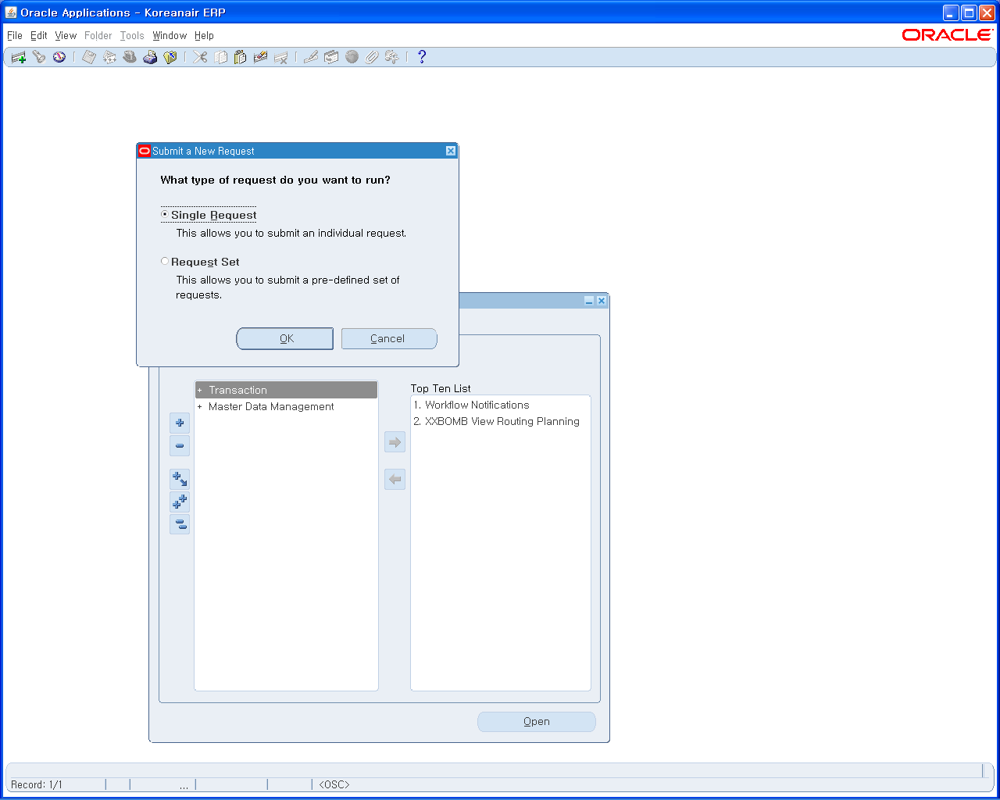 Oracle Applications - Koreanair ERP
File Edit View Folder Tools Window Help
ORACLE
Submit a New Request
What type of request do you want to run?
Single Request
This allows you to submit an individual request.
Request Set
This allows you to submit a pre-defined set of
requests.
OK Cancel
+ Transaction
+ Master Data Management
Top Ten List
1. Workflow Notifications
2. XXBOMB View Routing Planning
Open
Record: 1/1 ... <OSC>